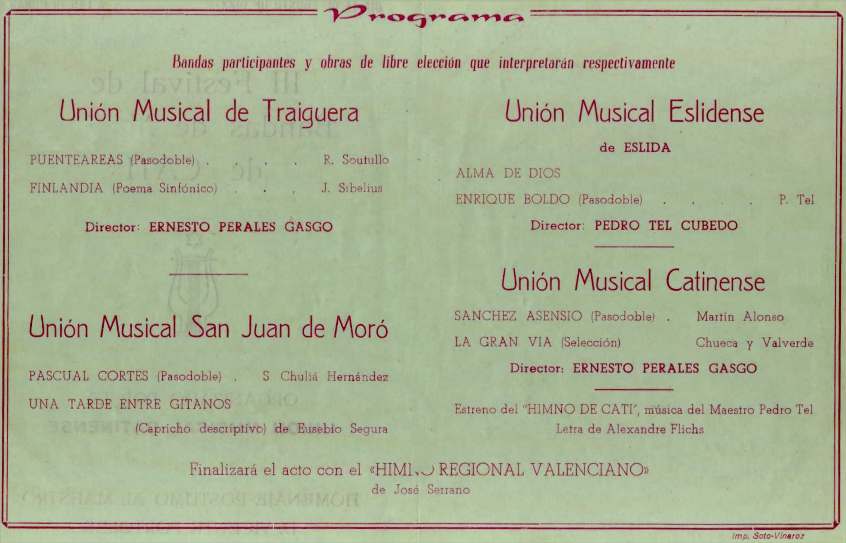 Programa
Bandas participantes y obras de libre elección que interpretarán respectivamente
Unión Musical de Traiguera
PUENTEAREAS (Pasodoble) . . . . R. Soutullo
FINLANDIA (Poema Sinfónico) . . . J. Sibelius
Director: ERNESTO PERALES GASGO
Unión Musical San Juan de Moró
PASCUAL CORTES (Pasodoble) . S Chuliá Hernández
UNA TARDE ENTRE GITANOS
(Capricho descriptivo) de Eusebio Segura
Unión Musical Eslidense
de ESLIDA
ALMA DE DIOS
ENRIQUE BOLDO (Pasodoble) . . . . P. Tel
Director: PEDRO TEL CUBEDO
Unión Musical Catinense
SANCHEZ ASENSIO (Pasodoble) . Martín Alonso
LA GRAN VIA (Selección) Chueca y Valverde
Director: ERNESTO PERALES GASGO
Estreno del "HIMNO DE CATI", música del Maestro Pedro Tel
Letra de Alexandre Flichs
Finalizará el acto con el «HIMNO REGIONAL VALENCIANO»
de José Serrano
Imp. Soto-Vinaroz